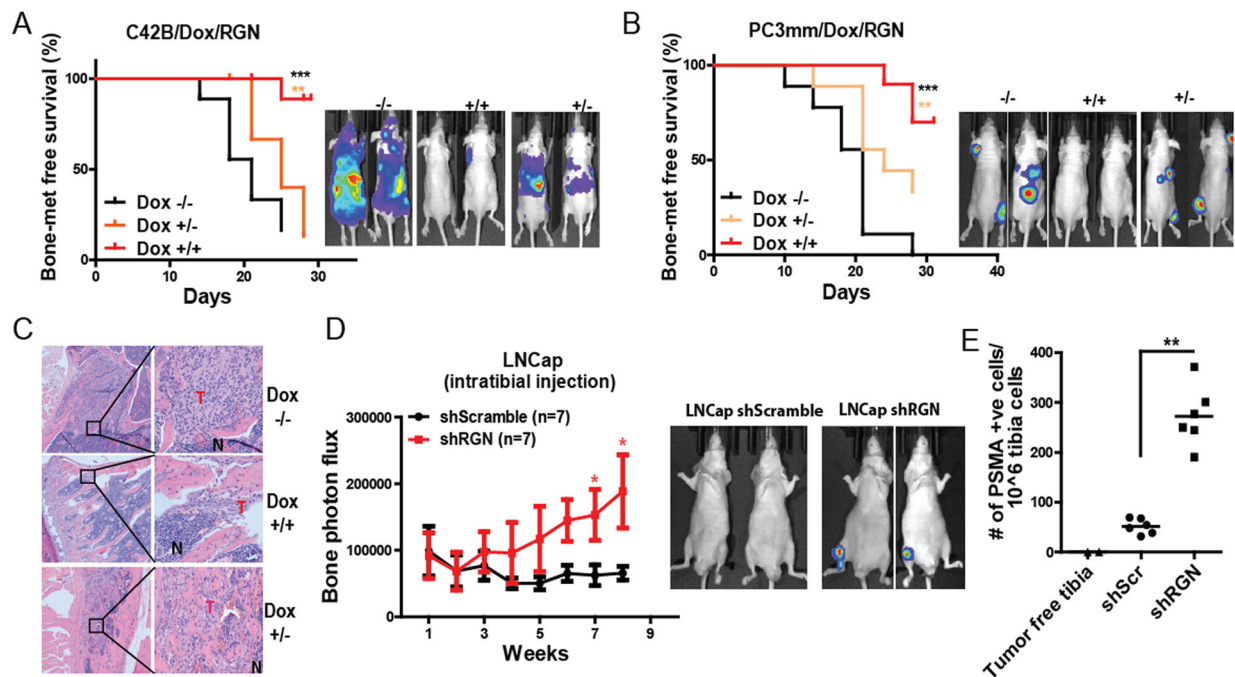 A
C42B/Dox/RGN
Bone-met free survival (%)
100
50
0
0 10 20 30
Days
Dox -/-
Dox +/-
Dox +/+
***
**
-/- +/+ +/-
B
PC3mm/Dox/RGN
Bone-met free survival (%)
100
50
0
0 10 20 30 40
Days
Dox -/-
Dox +/-
Dox +/+
***
**
-/- +/+ +/-
C
T
N
Dox
-/-
T
N
Dox
+/+
T
N
Dox
+/-
D
LNCap
(intratibial injection)
shScramble (n=7)
shRGN (n=7)
Bone photon flux
300000
200000
100000
0
* *
1 3 5 7 9
Weeks
LNCap shScramble LNCap shRGN
E
# of PSMA +ve cells/
10^6 tibia cells
400
300
200
100
0
**
Tumor free tibia
shScr
shRGN